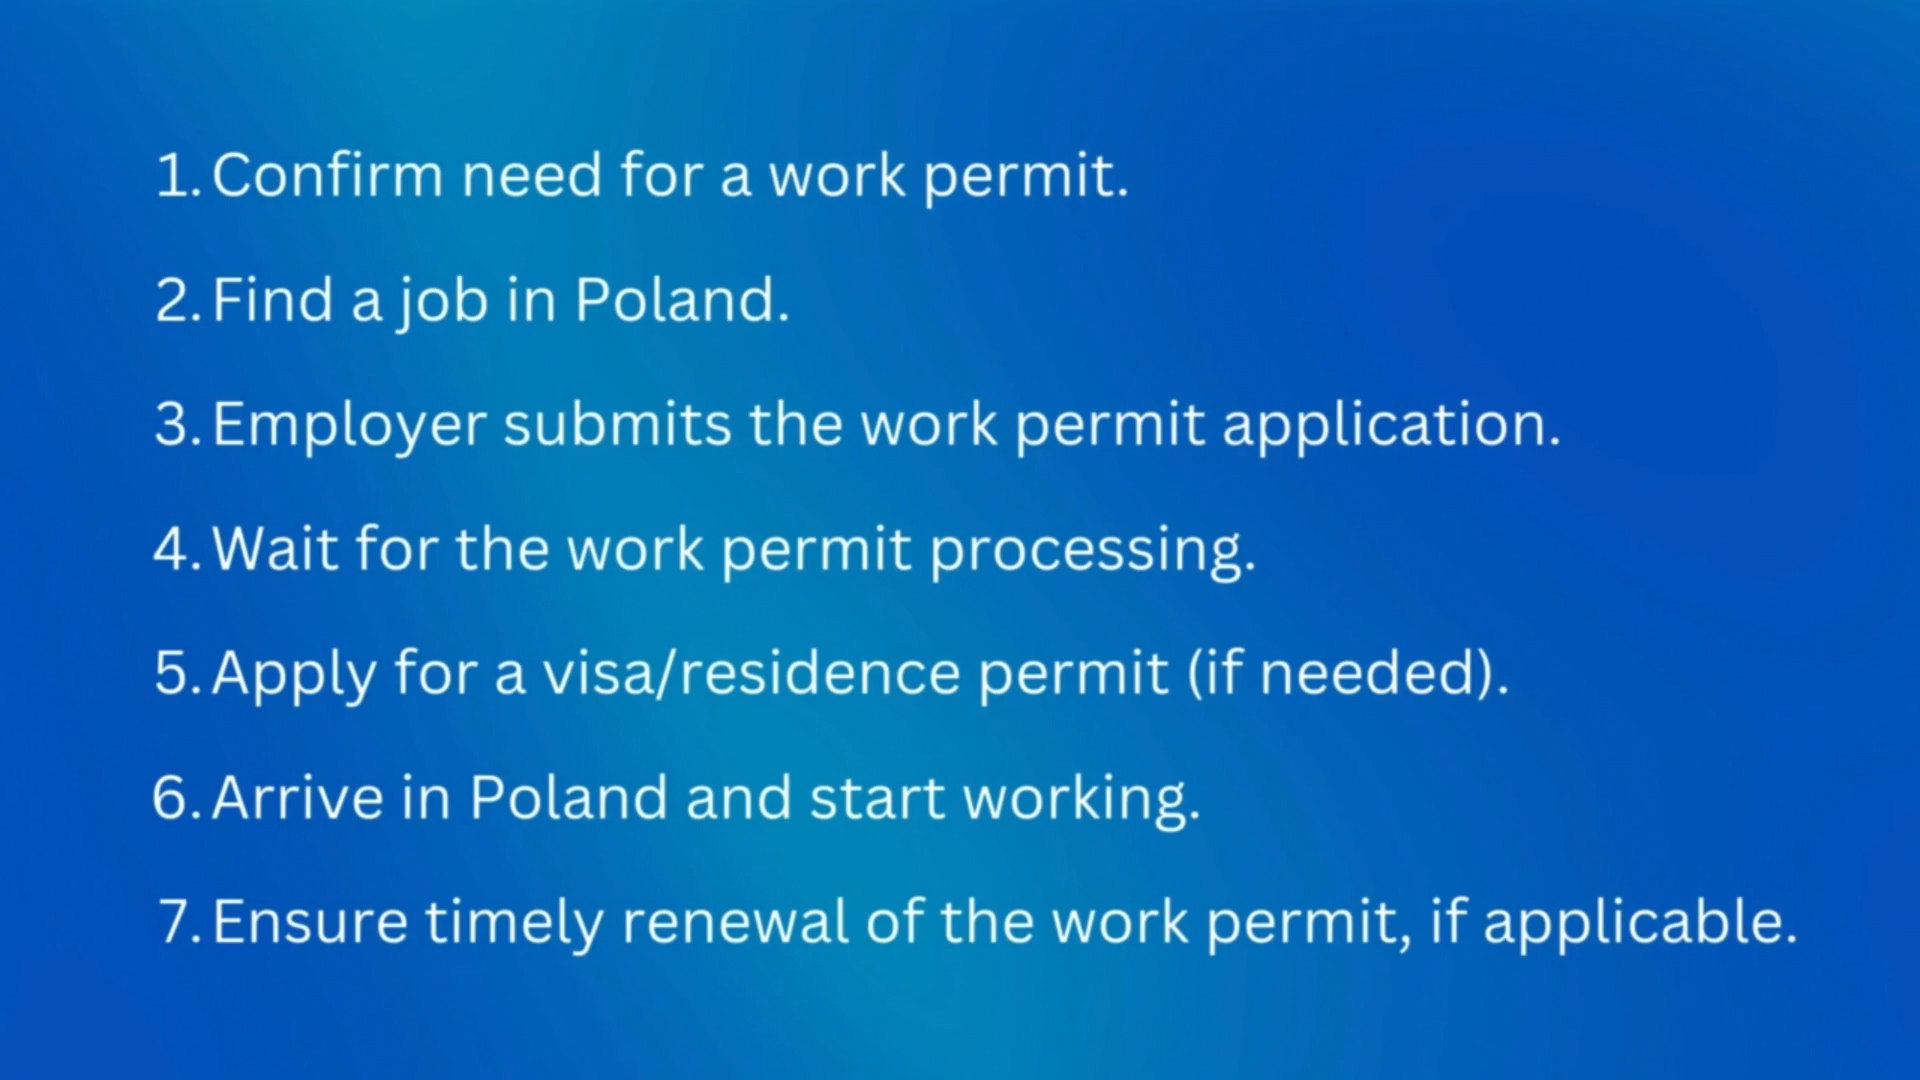 1. Confirm need for a work permit.
2. Find a job in Poland.
3. Employer submits the work permit application.
4. Wait for the work permit processing.
5. Apply for a visa/residence permit (if needed).
6. Arrive in Poland and start working.
7. Ensure timely renewal of the work permit, if applicable.